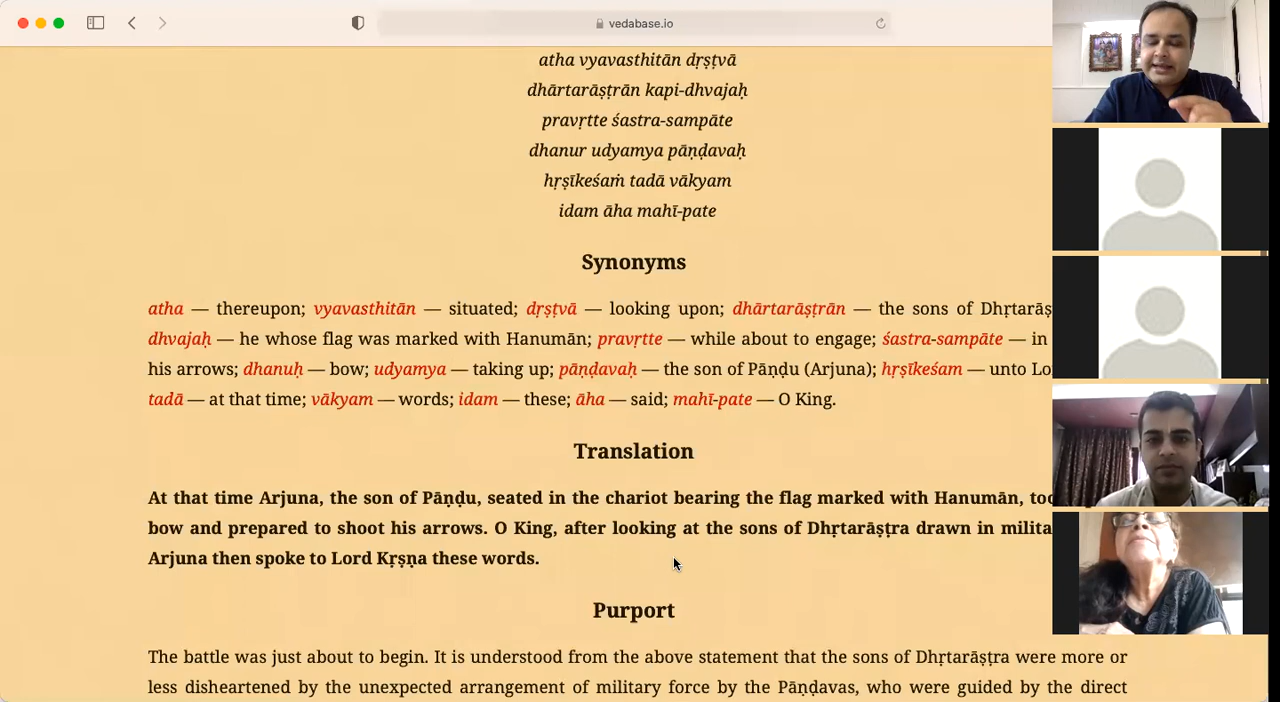 vedabase.io
atha vyavasthitān dṛṣṭvā
dhārtarāṣṭrān kapi-dhvajaḥ
pravṛtte śastra-sampāte
dhanur udyamya pāṇḍavaḥ
hṛṣīkeśaṁ tadā vākyam
idam āha mahī-pate
Synonyms
atha — thereupon; vyavasthitān — situated; dṛṣṭvā — looking upon; dhārtarāṣṭrān — the sons of
dhvajaḥ — he whose flag was marked with Hanumān; pravṛtte — while about to engage; śastra-sampāte — in
his arrows; dhanuḥ — bow; udyamya — taking up; pāṇḍavaḥ — the son of Pāṇḍu (Arjuna); hṛṣīkeśam — unto
tadā — at that time; vākyam — words; idam — these; āha — said; mahī-pate — O King.
Translation
At that time Arjuna, the son of Pāṇḍu, seated in the chariot bearing the flag marked with Hanumān,
bow and prepared to shoot his arrows. O King, after looking at the sons of Dhṛtarāṣṭra drawn in
Arjuna then spoke to Lord Kṛṣṇa these words.
Purport
The battle was just about to begin. It is understood from the above statement that the sons of Dhṛtarāṣṭra were more or
less disheartened by the unexpected arrangement of military force by the Pāṇḍavas, who were guided by the direct